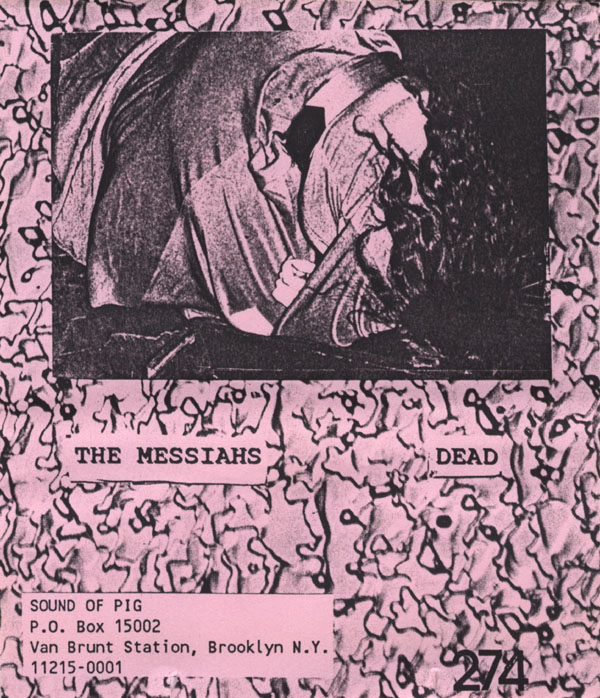 THE MESSIAHS DEAD
SOUND OF PIG
P.O. Box 15002
Van Brunt Station, Brooklyn N.Y.
11215-0001
274